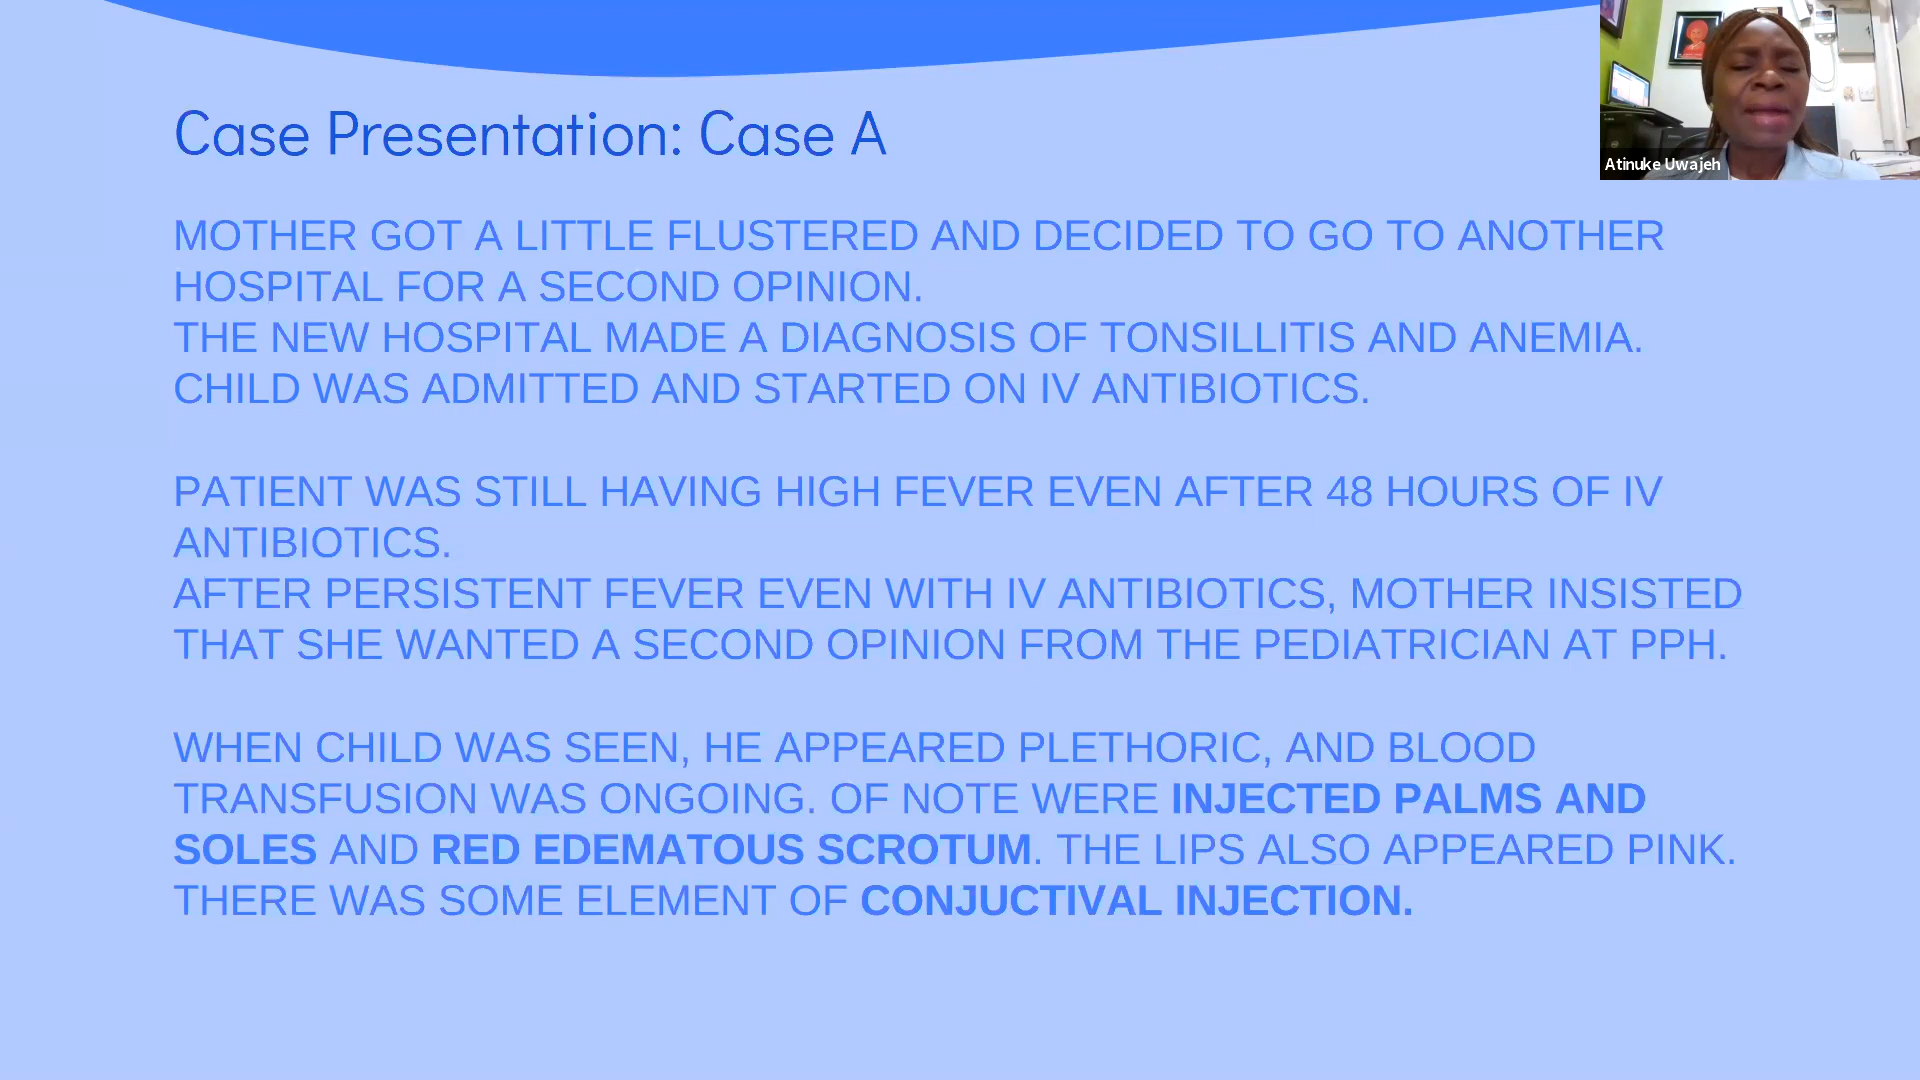 Case Presentation: Case A
Atinuke Uwajeh
MOTHER GOT A LITTLE FLUSTERED AND DECIDED TO GO TO ANOTHER
HOSPITAL FOR A SECOND OPINION.
THE NEW HOSPITAL MADE A DIAGNOSIS OF TONSILLITIS AND ANEMIA.
CHILD WAS ADMITTED AND STARTED ON IV ANTIBIOTICS.
PATIENT WAS STILL HAVING HIGH FEVER EVEN AFTER 48 HOURS OF IV
ANTIBIOTICS.
AFTER PERSISTENT FEVER EVEN WITH IV ANTIBIOTICS, MOTHER INSISTED
THAT SHE WANTED A SECOND OPINION FROM THE PEDIATRICIAN AT PPH.
WHEN CHILD WAS SEEN, HE APPEARED PLETHORIC, AND BLOOD
TRANSFUSION WAS ONGOING. OF NOTE WERE INJECTED PALMS AND
SOLES AND RED EDEMATOUS SCROTUM. THE LIPS ALSO APPEARED PINK.
THERE WAS SOME ELEMENT OF CONJUCTIVAL INJECTION.